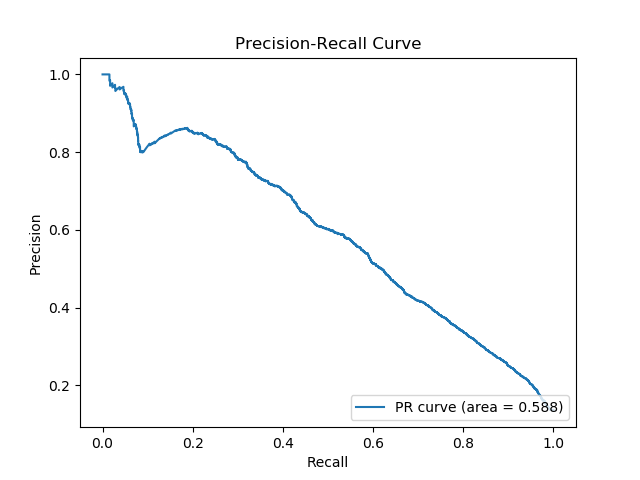 Precision-Recall Curve
1.0
0.8
0.6
0.4
0.2
Precision
0.0 0.2 0.4 0.6 0.8 1.0
Recall
PR curve (area = 0.588)